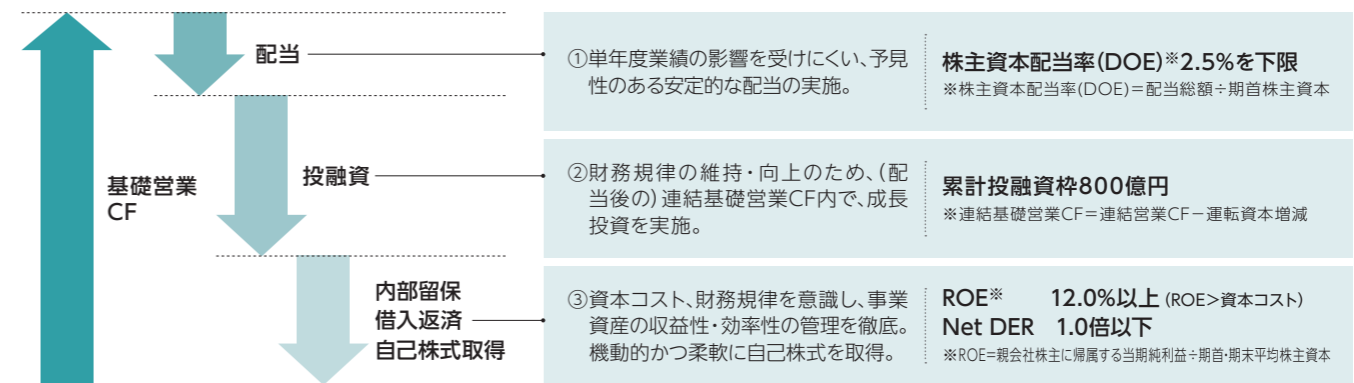 配当
①単年度業績の影響を受けにくい、予見
性のある安定的な配当の実施。
株主資本配当率(DOE)※2.5%を下限
※株主資本配当率(DOE)＝配当総額÷期首株主資本
基礎営業
CF
投融資
②財務規律の維持・向上のため、(配
当後の)連結基礎営業CF内で、成長
投資を実施。
累計投融資枠800億円
※連結基礎営業CF＝連結営業CF－運転資本増減
内部留保
借入返済
自己株式取得
③資本コスト、財務規律を意識し、事業
資産の収益性・効率性の管理を徹底。
機動的かつ柔軟に自己株式を取得。
ROE※ 12.0%以上 (ROE＞資本コスト)
Net DER 1.0倍以下
※ROE＝親会社株主に帰属する当期純利益÷期首・期末平均株主資本